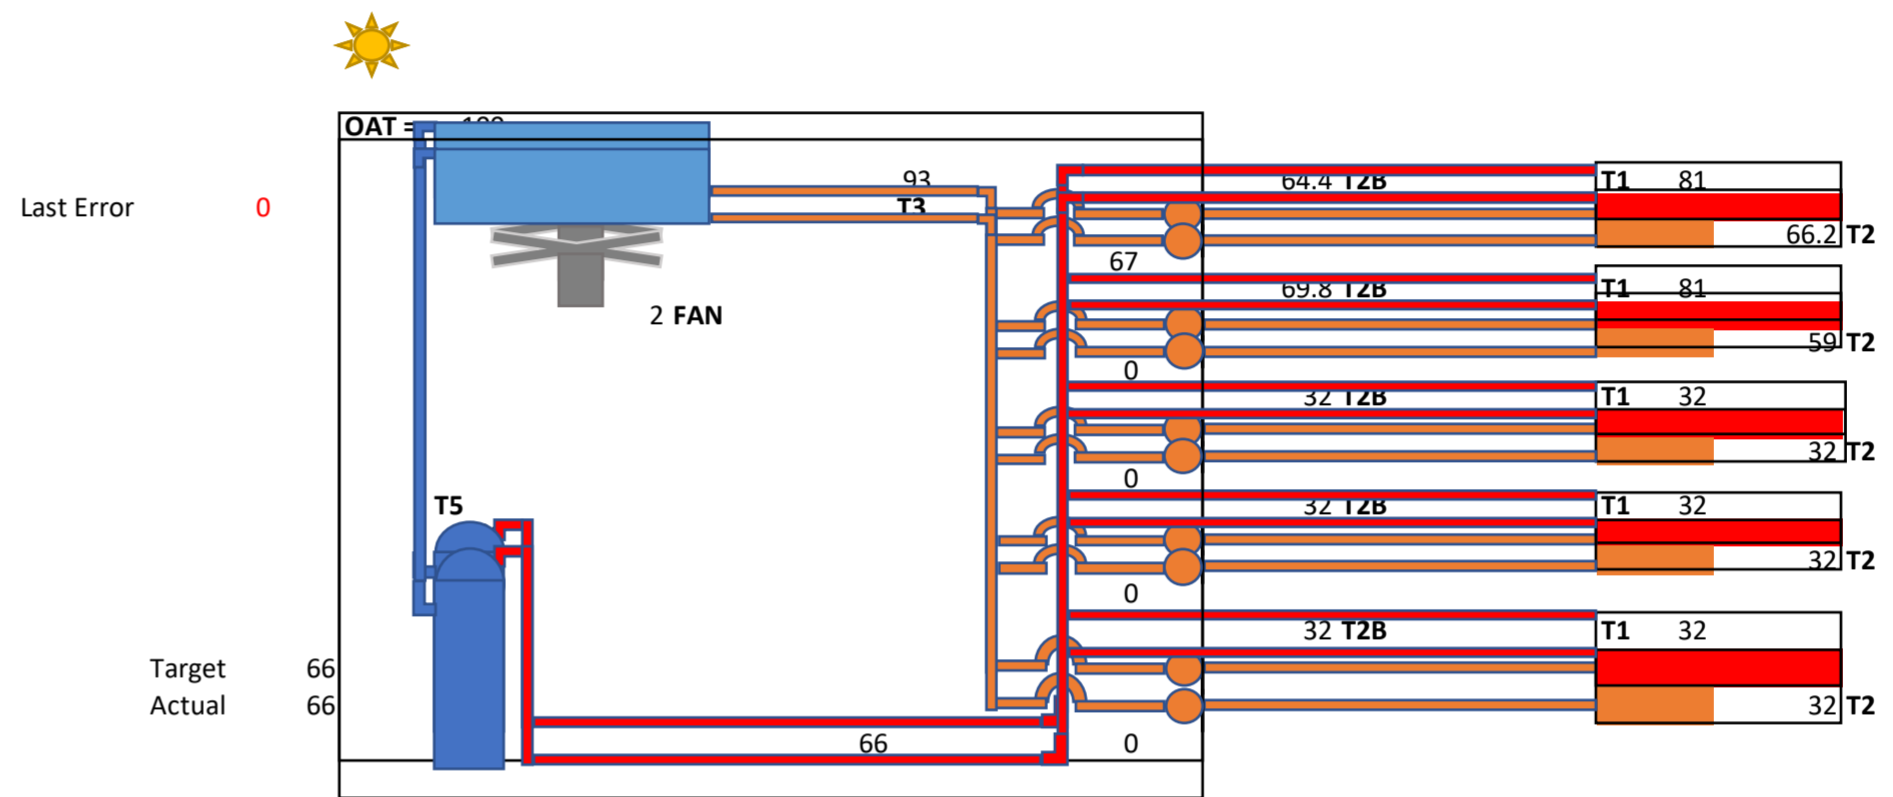 OAT =
93
64.4 T2B
T1 81
Last Error 0
T3
66.2 T2
67
69.8 T2B
T1 81
2 FAN
59 T2
0
32 T2B
T1 32
32 T2
0
T5
32 T2B
T1 32
32 T2
0
32 T2B
T1 32
Target 66
Actual 66
32 T2
66
0